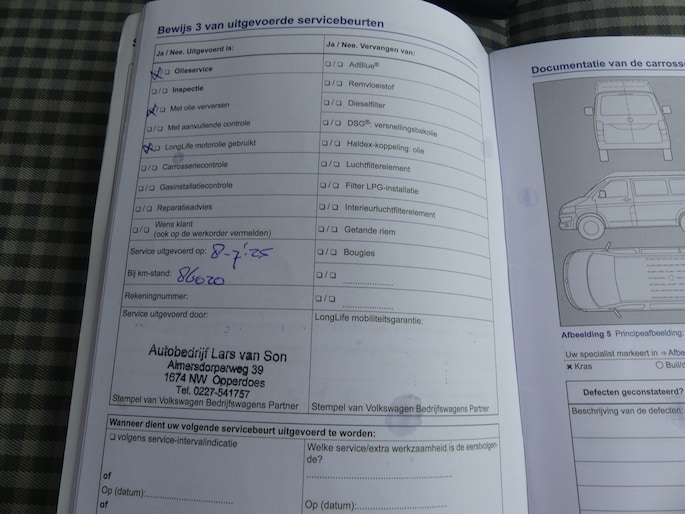 Bewijs 3 van uitgevoerde servicebeurten
Ja / Nee. Uitgevoerd is:
Ja / Nee. Vervangen van:
Olieservice
AdBlue®
Inspectie
Remvloeistof
Met olie verversen
Dieselfilter
Met aanvullende controle
DSG®: versnellingsbakolie
LongLife motorolie gebruikt
Haldex-koppeling: olie
Carrosseriecontrole
Luchtfilterelement
Gasinstallatiecontrole
Filter LPG-installatie
Reparatieadvies
Interieurluchtfilterelement
Wens klant
(ook op de werkorder vermelden)
Getande riem
Service uitgevoerd op: 8-7-'25
Bougies
Bij km-stand: 86020
Rekeningnummer:
Service uitgevoerd door:
LongLife mobiliteitsgarantie:
Autobedrijf Lars van Son
Almersdorperweg 39
1674 NW Opperdoes
Tel. 0227-541757
Stempel van Volkswagen Bedrijfswagens Partner
Stempel van Volkswagen Bedrijfswagens Partner
Wanneer dient uw volgende servicebeurt uitgevoerd te worden:
volgens service-intervalindicatie
Welke service/extra werkzaamheid is de eerstvolgen-
de?
of
Op (datum):
of
Op (datum):
Documentatie van de carross
Afbeelding 5 Principeafbeelding:
Uw specialist markeert in ⇒Afbe
× Kras
Defecten geconstateerd?
Beschrijving van de defecten: